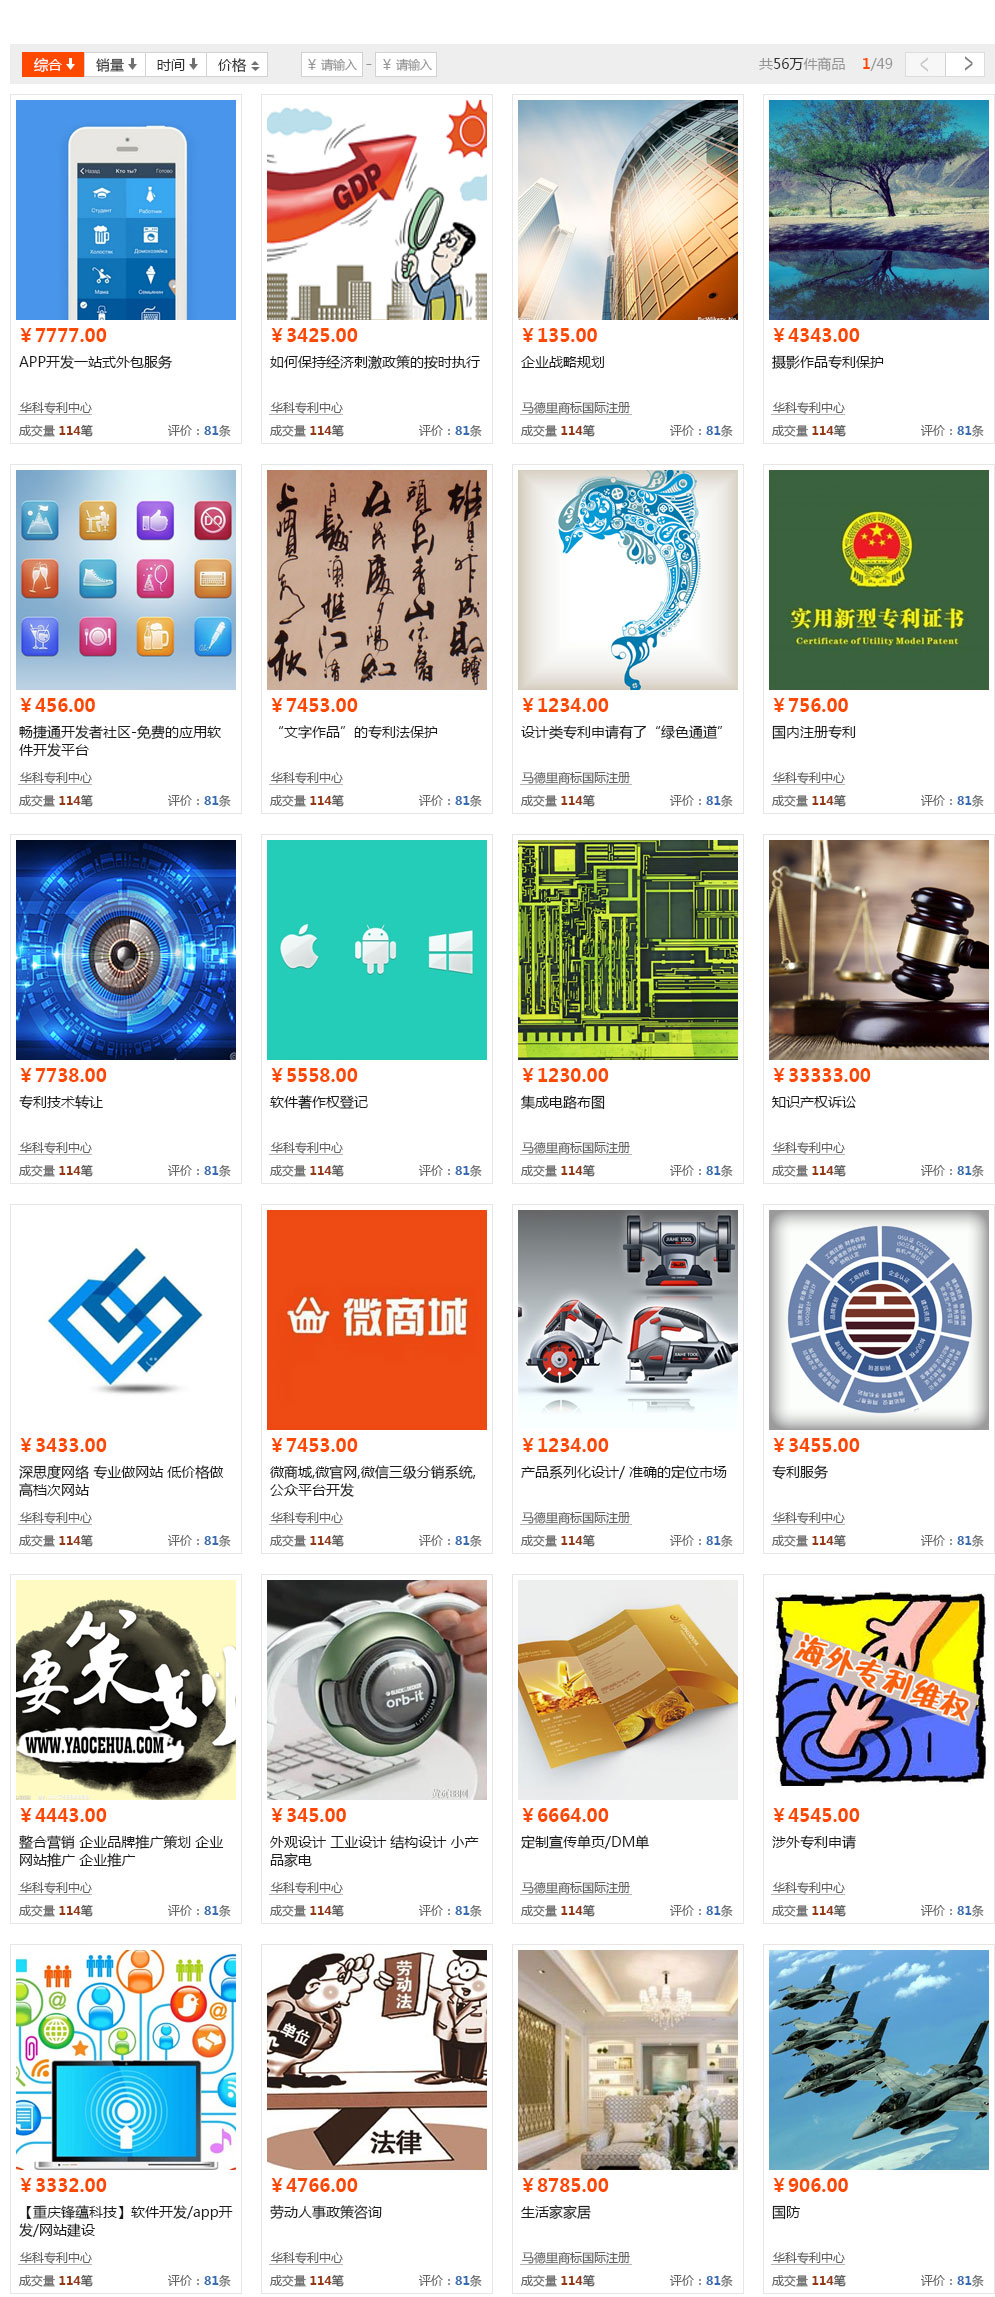 综合 销量 时间 价格 ¥ 请输入 - ¥ 请输入 共56万件商品 1/49
Назад Кто ты? Готово
Студент Работник
Холостяк Домохозяйка
Мама Семьянин
GDP
¥7777.00 ¥3425.00 ¥135.00 ¥4343.00
APP开发一站式外包服务 如何保持经济刺激政策的按时执行 企业战略规划 摄影作品专利保护
华科专利中心 华科专利中心 马德里商标国际注册 华科专利中心
成交量 114笔 评价：81条 成交量 114笔 评价：81条 成交量 114笔 评价：81条 成交量 114笔 评价：81条
DQ
实用新型专利证书
Certificate of Utility Model Patent
¥456.00 ¥7453.00 ¥1234.00 ¥756.00
畅捷通开发者社区-免费的应用软 “文字作品”的专利法保护 设计类专利申请有了“绿色通道” 国内注册专利
件开发平台
华科专利中心 华科专利中心 马德里商标国际注册 华科专利中心
成交量 114笔 评价：81条 成交量 114笔 评价：81条 成交量 114笔 评价：81条 成交量 114笔 评价：81条
¥7738.00 ¥5558.00 ¥1230.00 ¥33333.00
专利技术转让 软件著作权登记 集成电路布图 知识产权诉讼
华科专利中心 华科专利中心 马德里商标国际注册 华科专利中心
成交量 114笔 评价：81条 成交量 114笔 评价：81条 成交量 114笔 评价：81条 成交量 114笔 评价：81条
微商城
JIAHE TOOL
JIAHE TOOL
¥3433.00 ¥7453.00 ¥1234.00 ¥3455.00
深思度网络 专业做网站 低价格做 微商城,微官网,微信三级分销系统, 产品系列化设计/ 准确的定位市场 专利服务
高档次网站 公众平台开发
华科专利中心 华科专利中心 马德里商标国际注册 华科专利中心
成交量 114笔 评价：81条 成交量 114笔 评价：81条 成交量 114笔 评价：81条 成交量 114笔 评价：81条
要策划
WWW.YAOCEHUA.COM
BLACK&DECKER
orb-it
LITHIUM
海外专利维权
¥4443.00 ¥345.00 ¥6664.00 ¥4545.00
整合营销 企业品牌推广策划 企业 外观设计 工业设计 结构设计 小产 定制宣传单页/DM单 涉外专利申请
网站推广 企业推广 品家电
华科专利中心 华科专利中心 马德里商标国际注册 华科专利中心
成交量 114笔 评价：81条 成交量 114笔 评价：81条 成交量 114笔 评价：81条 成交量 114笔 评价：81条
劳动法
单位
法律
¥3332.00 ¥4766.00 ¥8785.00 ¥906.00
【重庆锋蕴科技】软件开发/app开 劳动人事政策咨询 生活家家居 国防
发/网站建设
华科专利中心 华科专利中心 马德里商标国际注册 华科专利中心
成交量 114笔 评价：81条 成交量 114笔 评价：81条 成交量 114笔 评价：81条 成交量 114笔 评价：81条